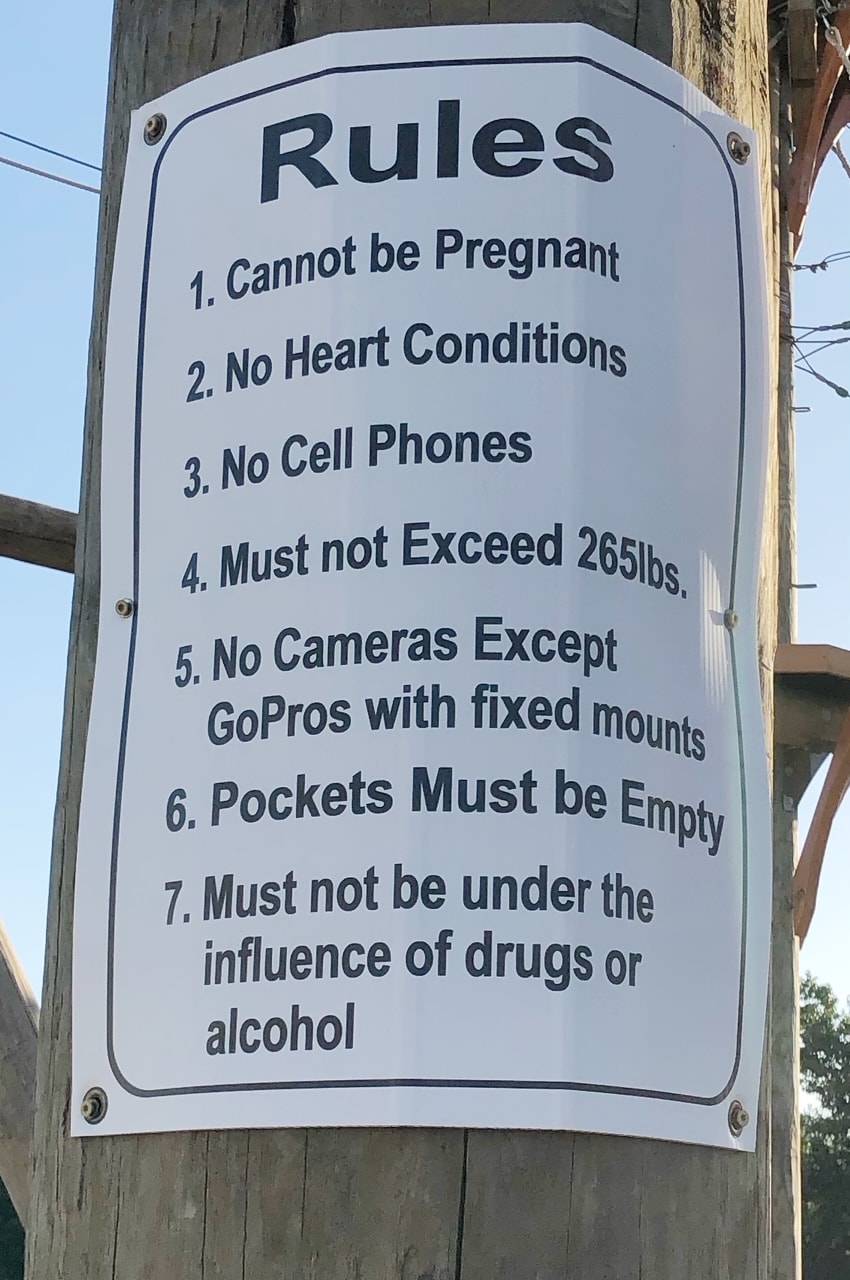 Rules
1. Cannot be Pregnant
2. No Heart Conditions
3. No Cell Phones
4. Must not Exceed 265lbs.
5. No Cameras Except
GoPros with fixed mounts
6. Pockets Must be Empty
7. Must not be under the
influence of drugs or
alcohol